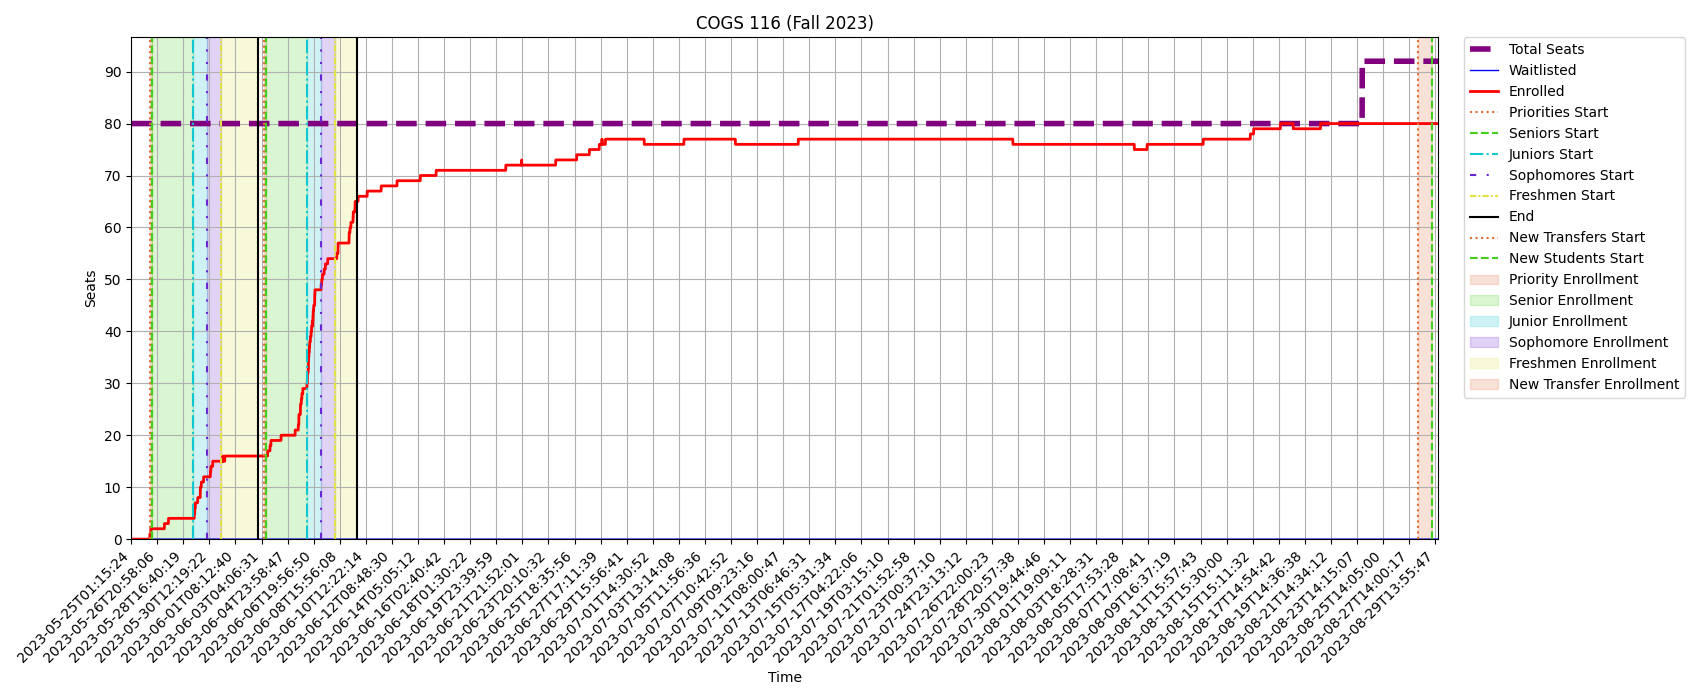 COGS 116 (Fall 2023)
90
80
70
60
50
40
30
20
10
0
Seats
2023-05-25T01:15:24
2023-05-26T20:58:06
2023-05-28T16:40:19
2023-05-30T12:19:22
2023-06-01T08:12:40
2023-06-03T04:06:31
2023-06-04T23:58:47
2023-06-06T19:56:50
2023-06-08T15:56:08
2023-06-10T12:22:14
2023-06-12T08:48:30
2023-06-14T05:05:12
2023-06-16T02:40:42
2023-06-18T01:30:22
2023-06-19T23:39:59
2023-06-21T21:52:01
2023-06-23T20:10:32
2023-06-25T18:35:56
2023-06-27T17:11:39
2023-06-29T15:56:41
2023-07-01T14:30:52
2023-07-03T13:14:08
2023-07-05T11:56:36
2023-07-07T10:42:52
2023-07-09T09:23:16
2023-07-11T08:00:47
2023-07-13T06:46:31
2023-07-15T05:31:34
2023-07-17T04:22:06
2023-07-19T03:15:10
2023-07-21T01:52:58
2023-07-23T00:37:10
2023-07-24T23:13:12
2023-07-26T22:00:23
2023-07-28T20:57:38
2023-07-30T19:44:46
2023-08-01T19:09:11
2023-08-03T18:28:31
2023-08-05T17:53:28
2023-08-07T17:08:41
2023-08-09T16:37:19
2023-08-11T15:57:43
2023-08-13T15:30:00
2023-08-15T15:11:32
2023-08-17T14:54:42
2023-08-19T14:36:38
2023-08-21T14:34:12
2023-08-23T14:15:07
2023-08-25T14:05:00
2023-08-27T14:00:17
2023-08-29T13:55:47
Time
Total Seats
Waitlisted
Enrolled
Priorities Start
Seniors Start
Juniors Start
Sophomores Start
Freshmen Start
End
New Transfers Start
New Students Start
Priority Enrollment
Senior Enrollment
Junior Enrollment
Sophomore Enrollment
Freshmen Enrollment
New Transfer Enrollment